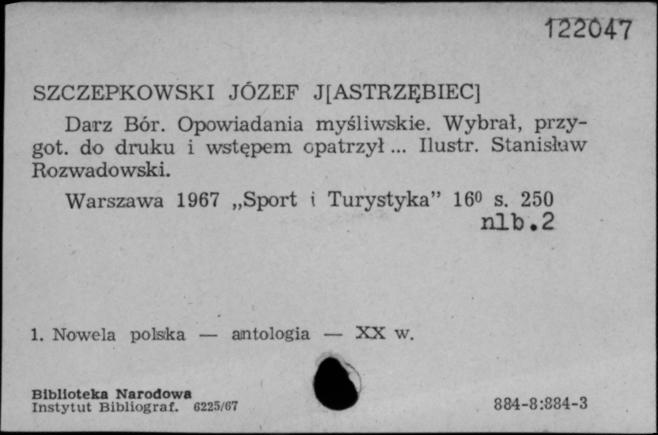 122047
SZCZEPKOWSKI JÓZEF J[ASTRZĘBIEC]
Darz Bór. Opowiadania myśliwskie. Wybrał, przy-
got. do druku i wstępem opatrzył ... Ilustr. Stanisław
Rozwadowski.
Warszawa 1967 „Sport i Turystyka” 16⁰ s. 250
nlb.2
1. Nowela polska — antologia — XX w.
Biblioteka Narodowa
Instytut Bibliograf. 6225/67
884-8:884-3